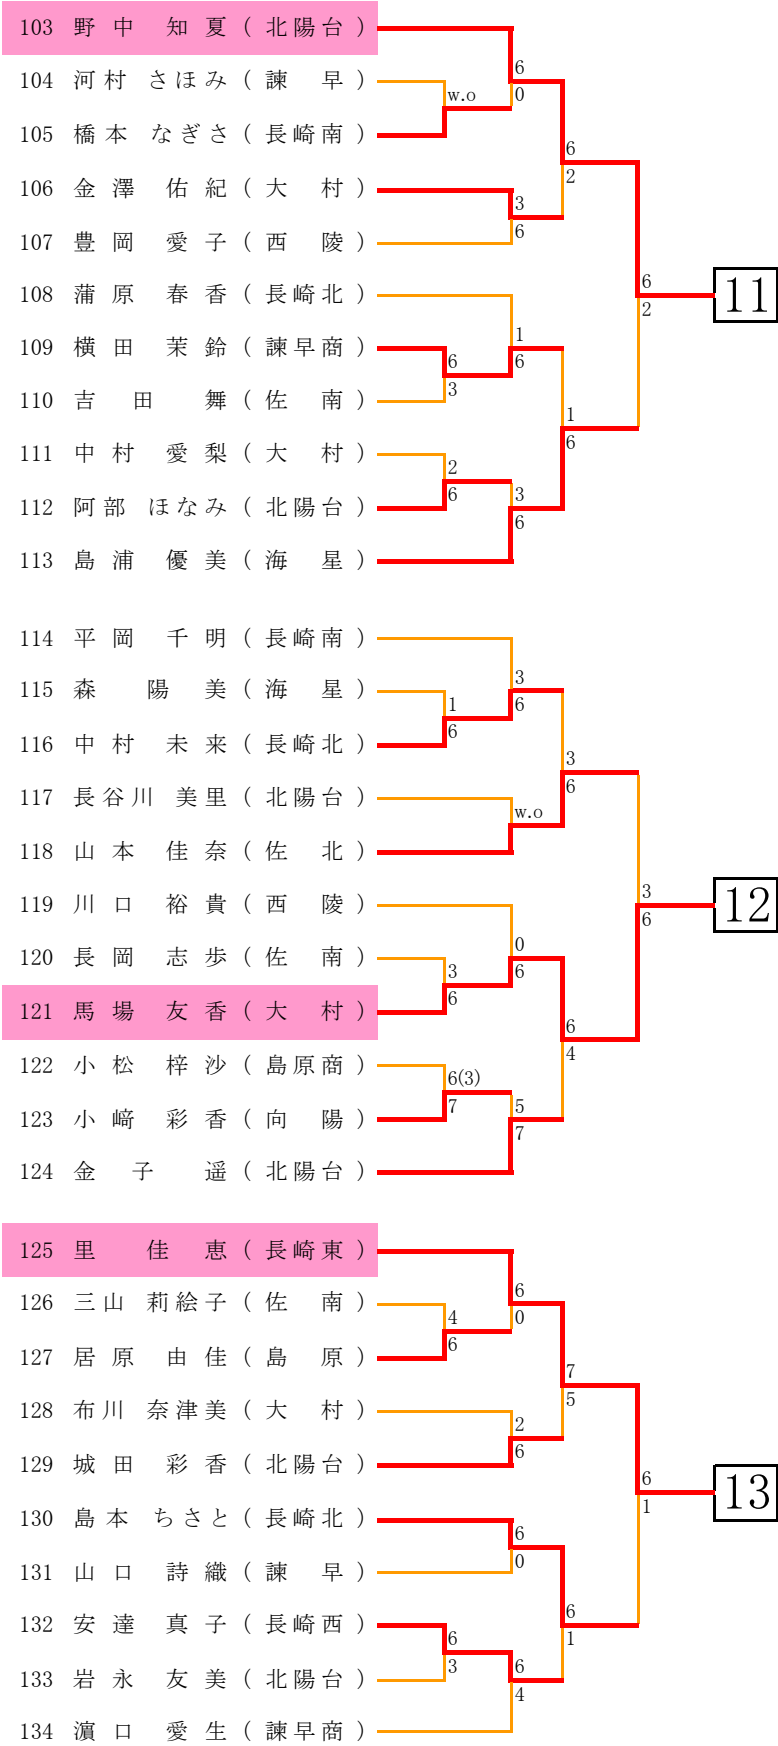 103 野中 知夏(北陽台)
104 河村 さほみ(諫早)
105 橋本 なぎさ(長崎南)
106 金澤 佑紀(大村)
107 豊岡 愛子(西陵)
108 蒲原 春香(長崎北)
109 横田 茉鈴(諫早商)
110 吉田 舞(佐南)
111 中村 愛梨(大村)
112 阿部 ほなみ(北陽台)
113 島浦 優美(海星)
w.o
6
0
3
6
6
2
1
6
6
3
2
6
3
6
1
6
6
2
11
114 平岡 千明(長崎南)
115 森 陽美(海星)
116 中村 未来(長崎北)
117 長谷川 美里(北陽台)
118 山本 佳奈(佐北)
119 川口 裕貴(西陵)
120 長岡 志歩(佐南)
121 馬場 友香(大村)
122 小松 梓沙(島原商)
123 小﨑 彩香(向陽)
124 金子 遥(北陽台)
3
6
1
6
w.o
3
6
0
6
3
6
6(3)
7
5
7
6
4
3
6
12
125 里 佳恵(長崎東)
126 三山 莉絵子(佐南)
127 居原 由佳(島原)
128 布川 奈津美(大村)
129 城田 彩香(北陽台)
130 島本 ちさと(長崎北)
131 山口 詩織(諫早)
132 安達 真子(長崎西)
133 岩永 友美(北陽台)
134 濵口 愛生(諫早商)
6
0
4
6
2
6
7
5
6
0
6
3
6
4
6
1
6
1
13